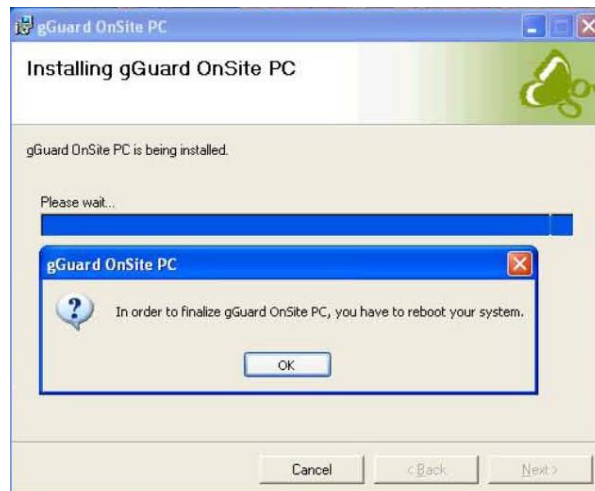 gGuard OnSite PC
Installing gGuard OnSite PC
g
gGuard OnSite PC is being installed.
Please wait...
gGuard OnSite PC
In order to finalize gGuard OnSite PC, you have to reboot your system.
OK
Cancel
< Back
Next >